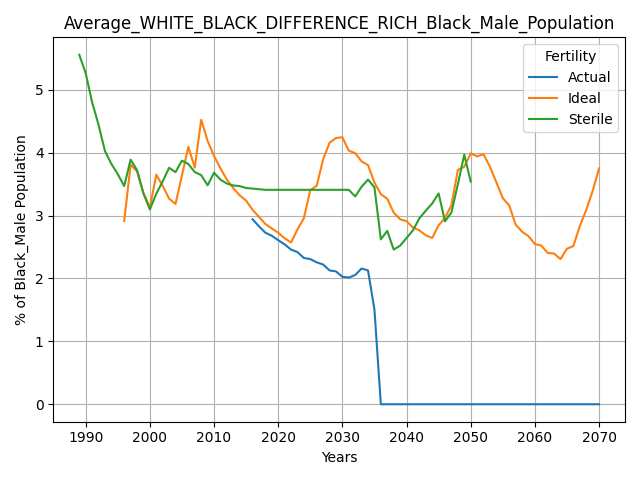 Average_WHITE_BLACK_DIFFERENCE_RICH_Black_Male_Population
% of Black_Male Population
5
4
3
2
1
0
Fertility
Actual
Ideal
Sterile
1990 2000 2010 2020 2030 2040 2050 2060 2070
Years